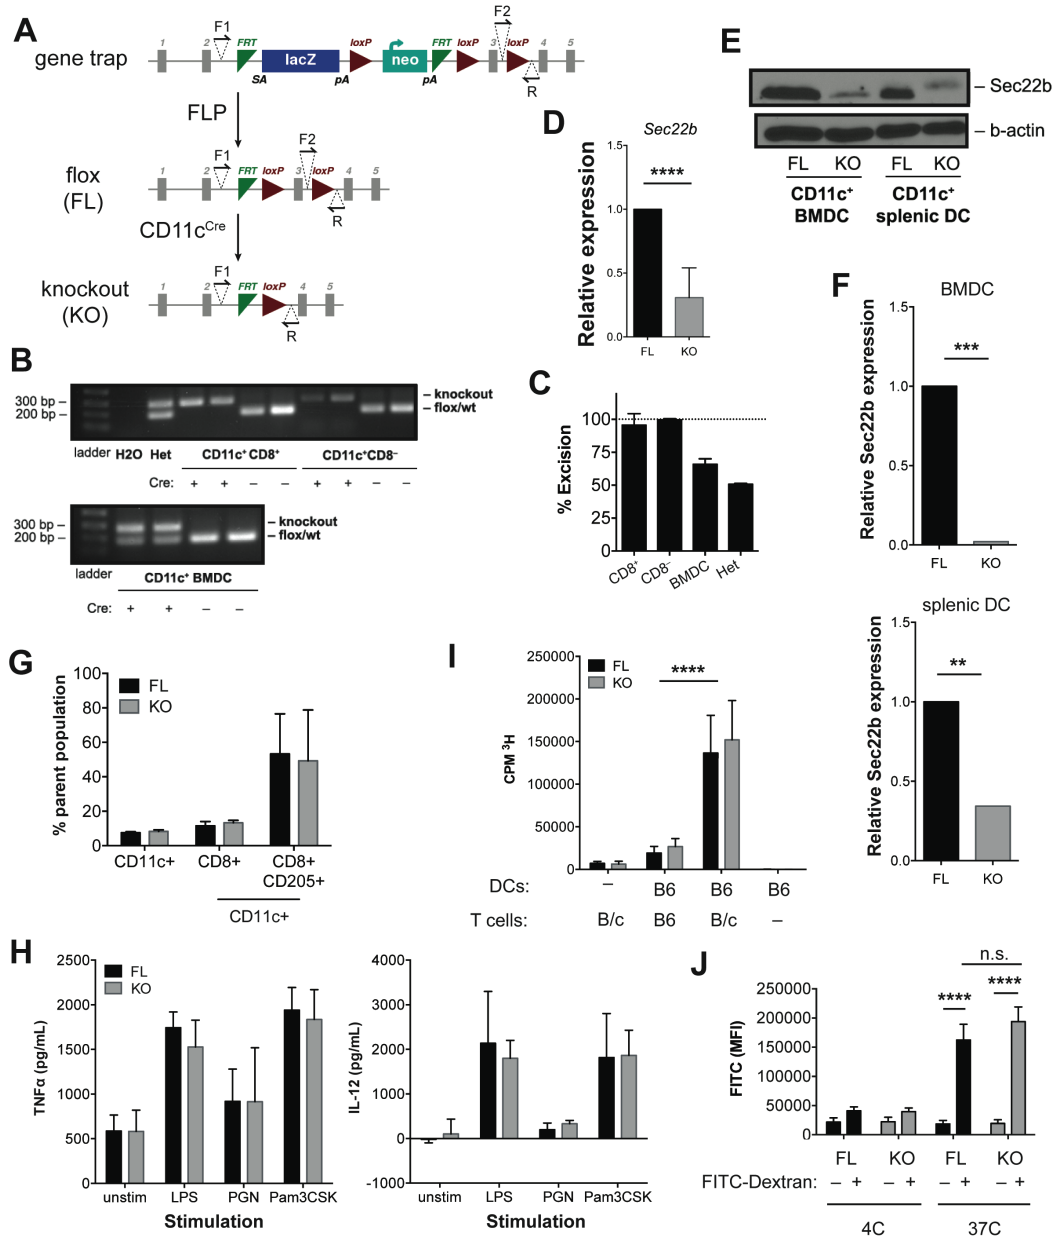 A
gene trap
1 2 F1 FRT lacZ loxP neo FRT loxP 3 F2 loxP 4 5
SA pA pA R
FLP
flox
(FL)
1 2 F1 FRT loxP 3 F2 loxP 4 5
R
CD11cCre
knockout
(KO)
1 2 F1 FRT loxP 4 5
R
B
300 bp –
200 bp –
– knockout
– flox/wt
ladder H2O Het CD11c+ CD8+ CD11c+CD8–
Cre: + + – – + + – –
300 bp –
200 bp –
– knockout
– flox/wt
ladder CD11c+ BMDC
Cre: + + – –
C
% Excision
100
75
50
25
0
CD8+ CD8– BMDC Het
D
Sec22b
Relative expression
1.5
1.0
0.5
0.0
****
FL KO
E
– Sec22b
– b-actin
FL KO FL KO
CD11c+
BMDC
CD11c+
splenic DC
F
BMDC
Relative Sec22b expression
1.5
1.0
0.5
0.0
***
FL KO
splenic DC
Relative Sec22b expression
1.5
1.0
0.5
0.0
**
FL KO
G
% parent population
100
80
60
40
20
0
FL
KO
CD11c+ CD8+ CD8+
CD205+
CD11c+
H
TNFα (pg/mL)
2500
2000
1500
1000
500
0
FL
KO
unstim LPS PGN Pam3CSK
Stimulation
IL-12 (pg/mL)
4000
3000
2000
1000
0
-1000
unstim LPS PGN Pam3CSK
Stimulation
I
CPM 3H
250000
200000
150000
100000
50000
0
FL
KO
****
DCs: – B6 B6 B6
T cells: B/c B6 B/c –
J
FITC (MFI)
250000
200000
150000
100000
50000
0
n.s.
**** ****
FL KO FL KO
FITC-Dextran: – + – + – + – +
4C 37C